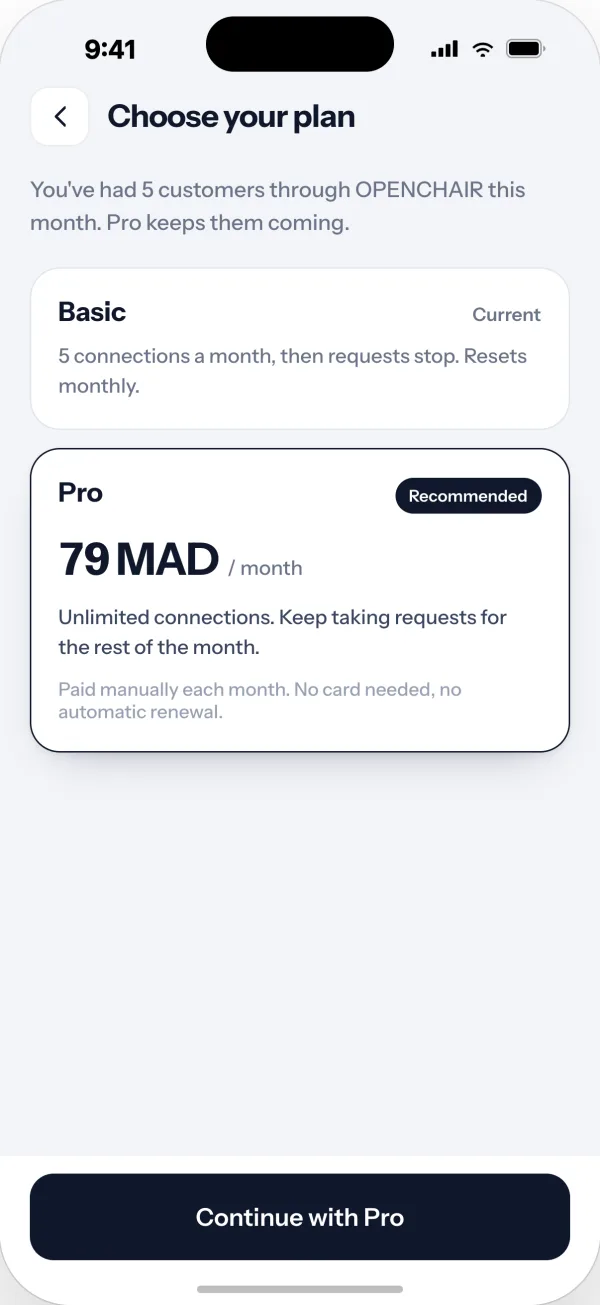 9:41
Choose your plan
You've had 5 customers through OPENCHAIR this
month. Pro keeps them coming.
Basic
Current
5 connections a month, then requests stop. Resets
monthly.
Pro
Recommended
79 MAD / month
Unlimited connections. Keep taking requests for
the rest of the month.
Paid manually each month. No card needed, no
automatic renewal.
Continue with Pro